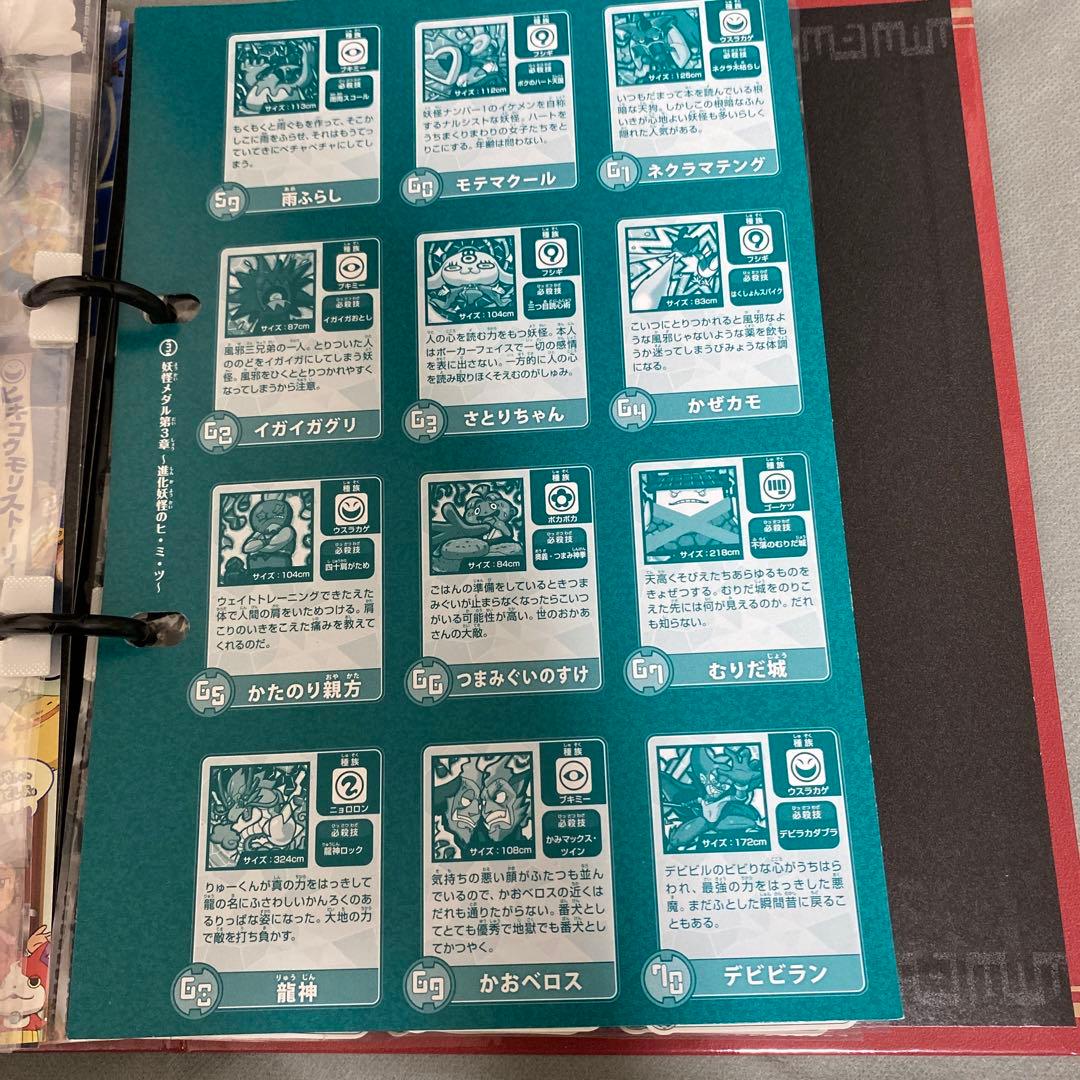 妖怪メダル第3章～進化妖怪のヒ・ミ・ツ～
種族
ブキミー
必殺技
雨雨スコール
サイズ：113cm
もくもくと雨ぐもを作って、そこか
しこに雨をふらせ、それはもうてっ
ていてきにベチャベチャにしてしま
う。
59
雨ふらし
種族
フシギ
必殺技
ボクのハート天国
サイズ：112cm
妖怪ナンバー1のイケメンを自称
するナルシストな妖怪。ハートを
うちまくりまわりの女子たちをと
りこにする。年齢は問わない。
60
モテマクール
種族
ウスラカゲ
必殺技
ネクラ木枯らし
サイズ：126cm
いつもだまって本を読んでいる根
暗な天狗。しかしこの根暗なふん
いきが心地よい妖怪も多いらしく
隠れた人気がある。
61
ネクラマテング
種族
ブキミー
必殺技
イガイガおとし
サイズ：87cm
風邪三兄弟の一人。とりついた人
ののどをイガイガにしてしまう妖
怪。風邪をひくととりつかれやすく
なってしまうから注意。
62
イガイガグリ
種族
フシギ
必殺技
三つ目読心術
サイズ：104cm
人の心を読む力をもつ妖怪。本人
はポーカーフェイスで一切の感情
を表に出さない。一方的に人の心
を読み取りほくそえむのがしゅみ。
63
さとりちゃん
種族
フシギ
必殺技
はくしょんスパイク
サイズ：83cm
こいつにとりつかれると風邪なよ
うな風邪じゃないような薬を飲も
うか迷ってしまうびみょうな体調
になる。
64
かぜカモ
種族
ウスラカゲ
必殺技
四十肩がため
サイズ：104cm
ウェイトトレーニングできたえた
体で人間の肩をいためつける。肩
こりのいきをこえた痛みを教えて
くれるのだ。
65
かたのり親方
種族
ポカポカ
必殺技
奥義・つまみ神拳
サイズ：84cm
ごはんの準備をしているときつま
みぐいが止まらなくなったらこいつ
がいる可能性が高い。世のおかあ
さんの大敵。
66
つまみぐいのすけ
種族
ゴーケツ
必殺技
不落のむりだ城
サイズ：218cm
天高くそびえたちあらゆるものを
きょぜつする。むりだ城をのりこ
えた先には何が見えるのか。だれ
も知らない。
67
むりだ城
種族
ニョロロン
必殺技
龍神ロック
サイズ：324cm
りゅーくんが真の力をはっきして
龍の名にふさわしいかんろくのあ
るりっぱな姿になった。大地の力
で敵を打ち負かす。
68
龍神
種族
ブキミー
必殺技
かみマックス・
ツイン
サイズ：108cm
気持ちの悪い顔がふたつも並ん
でいるので、かおベロスの近くは
だれも通りたがらない。番犬とし
てとても優秀で地獄でも番犬とし
てかつやく。
69
かおベロス
種族
ウスラカゲ
必殺技
デビラカダブラ
サイズ：172cm
デビビルのビビりな心がうちはら
われ、最強の力をはっきした悪
魔。まだふとした瞬間昔に戻ること
もある。
70
デビビラン